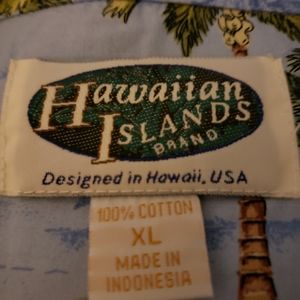 Hawaiian
ISLANDS
BRAND
Designed in Hawaii, USA
100% COTTON
XL
MADE IN
INDONESIA